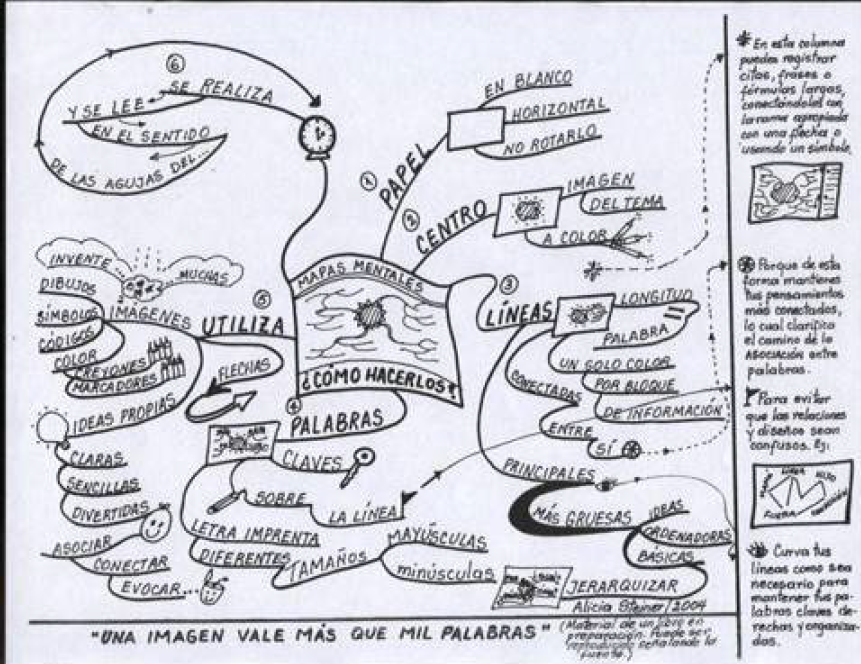 MAPAS MENTALES
¿CÓMO HACERLOS?
1
PAPEL
EN BLANCO
HORIZONTAL
NO ROTARLO
2
CENTRO
IMAGEN
DEL TEMA
A COLOR
3
LÍNEAS
LONGITUD
=
PALABRA
UN SOLO COLOR
POR BLOQUE
DE INFORMACIÓN
CONECTADAS
ENTRE
SÍ
PRINCIPALES
MÁS GRUESAS
IDEAS
ORDENADORAS
BÁSICAS
JERARQUIZAR
4
PALABRAS
CLAVES
SOBRE
LA LÍNEA
LETRA IMPRENTA
DIFERENTES
TAMAÑOS
MAYÚSCULAS
minúsculas
5
UTILIZA
IMAGENES
INVENTE...
MUCHAS
DIBUJOS
SÍMBOLOS
CÓDIGOS
COLOR
CREYONES
MARCADORES
FLECHAS
IDEAS PROPIAS
CLARAS
SENCILLAS
DIVERTIDAS
ASOCIAR
CONECTAR
EVOCAR...
6
SE REALIZA
Y SE LEE
EN EL SENTIDO
DE LAS AGUJAS DEL...
* En esta columna
puedes registrar
citas, frases o
fórmulas largas,
conectándolas con
la rama apropiada
con una flecha o
usando un símbolo.
Porque de esta
forma mantienes
tus pensamientos
más conectados,
lo cual clarifica
el camino de la
ASOCIACIÓN entre
palabras.
Para evitar
que las relaciones
y diseños sean
confusos. Ej:
Curva tus
líneas como sea
necesario para
mantener tus pa-
labras claves de-
rechas y organiza-
das.
Alicia Steiner/2004
(Material de un libro en
preparación. Puede ser
reproducido señalando la
fuente.)
"UNA IMAGEN VALE MÁS QUE MIL PALABRAS"